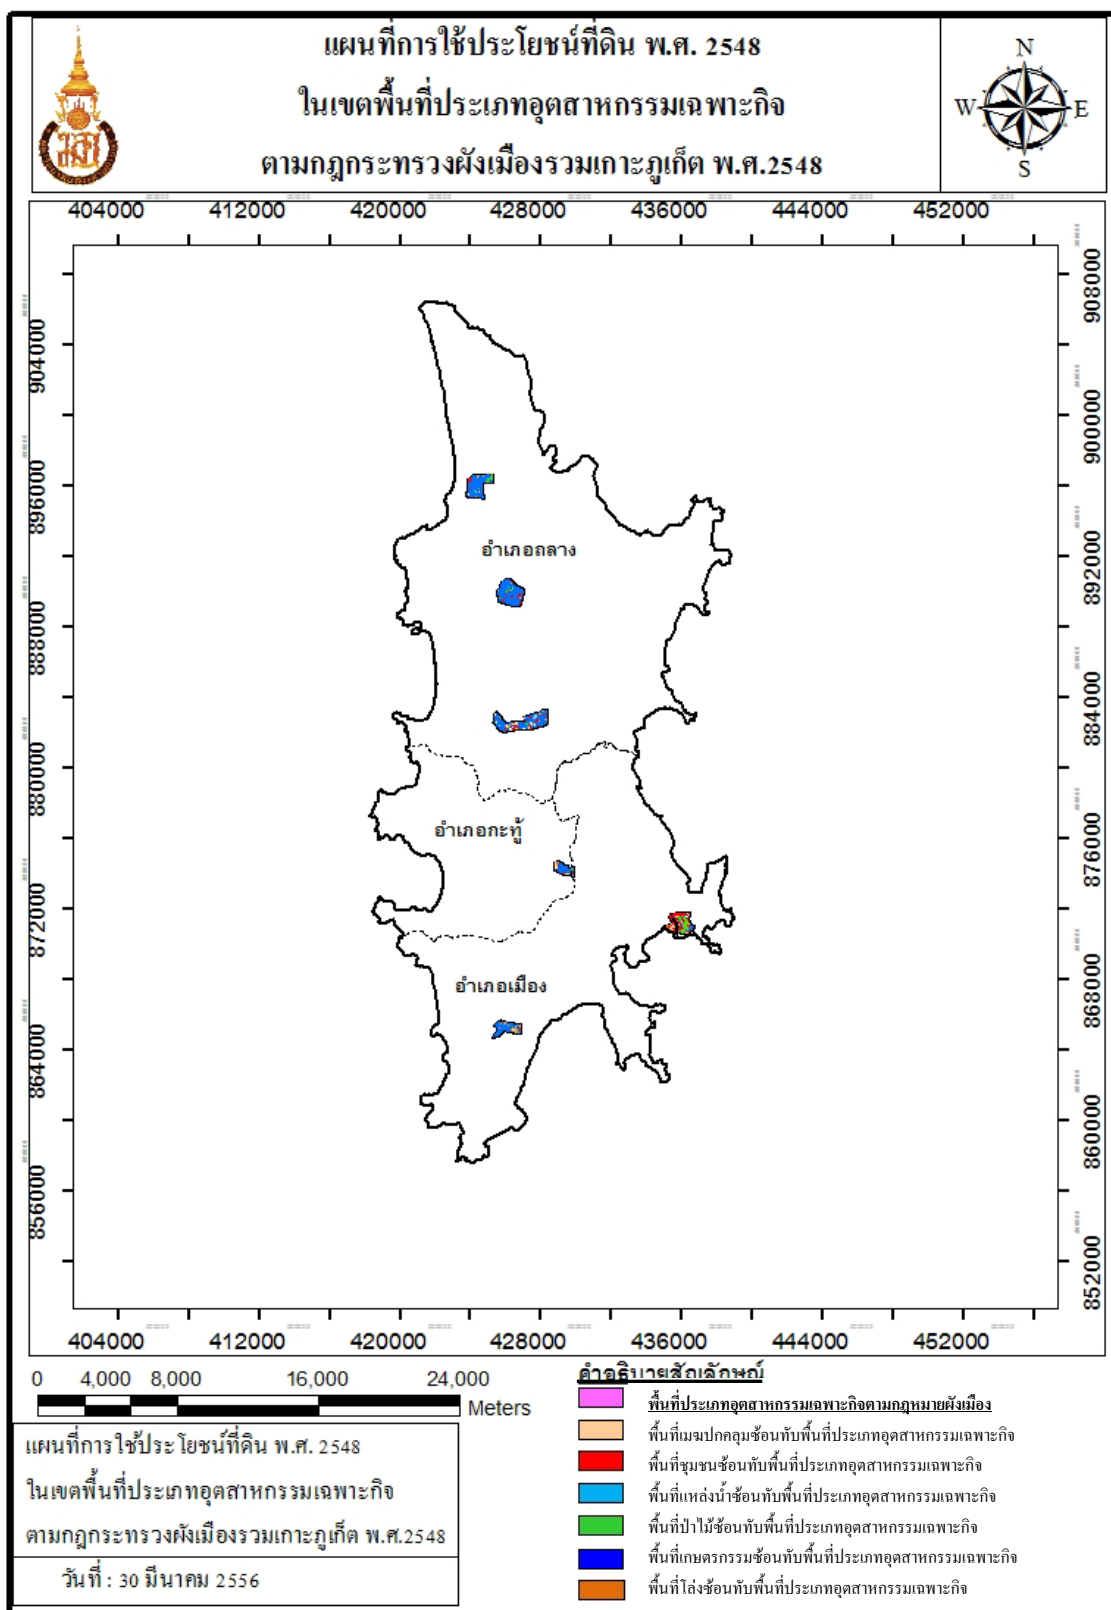 แผนที่การใช้ประโยชน์ที่ดิน พ.ศ. 2548
ในเขตพื้นที่ประเภทอุตสาหกรรมเฉพาะกิจ
ตามกฎกระทรวงผังเมืองรวมเกาะภูเก็ต พ.ศ.2548
N
W
E
S
404000 412000 420000 428000 436000 444000 452000
904000
896000
888000
880000
872000
864000
856000
908000
900000
892000
884000
876000
868000
860000
852000
อำเภอถลาง
อำเภอกะทู้
อำเภอเมือง
404000 412000 420000 428000 436000 444000 452000
0 4,000 8,000 16,000 24,000
Meters
แผนที่การใช้ประโยชน์ที่ดิน พ.ศ. 2548
ในเขตพื้นที่ประเภทอุตสาหกรรมเฉพาะกิจ
ตามกฎกระทรวงผังเมืองรวมเกาะภูเก็ต พ.ศ.2548
วันที่ : 30 มีนาคม 2556
คำอธิบายสัญลักษณ์
พื้นที่ประเภทอุตสาหกรรมเฉพาะกิจตามกฎหมายผังเมือง
พื้นที่เมฆปกคลุมซ้อนทับพื้นที่ประเภทอุตสาหกรรมเฉพาะกิจ
พื้นที่ชุมชนซ้อนทับพื้นที่ประเภทอุตสาหกรรมเฉพาะกิจ
พื้นที่แหล่งน้ำซ้อนทับพื้นที่ประเภทอุตสาหกรรมเฉพาะกิจ
พื้นที่ป่าไม้ซ้อนทับพื้นที่ประเภทอุตสาหกรรมเฉพาะกิจ
พื้นที่เกษตรกรรมซ้อนทับพื้นที่ประเภทอุตสาหกรรมเฉพาะกิจ
พื้นที่โล่งซ้อนทับพื้นที่ประเภทอุตสาหกรรมเฉพาะกิจ